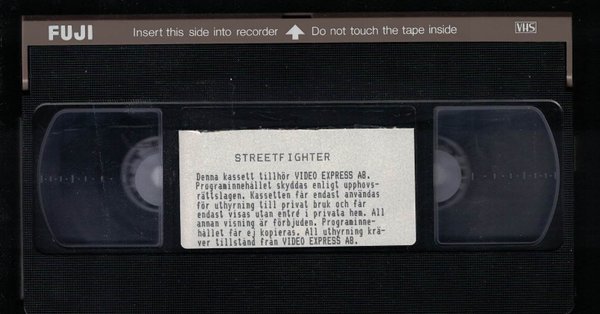 FUJI Insert this side into recorder Do not touch the tape inside VHS
STREETFIGHTER
Denna kassett tillhör VIDEO EXPRESS AB.
Programinnehållet skyddas enligt upphovs-
rättslagen. Kassetten får endast användas
för uthyrning till privat bruk och får
endast visas utan entré i privata hem. All
annan visning är förbjuden. Programinne-
hållet får ej kopieras. All uthyrning krä-
ver tillstånd från VIDEO EXPRESS AB.